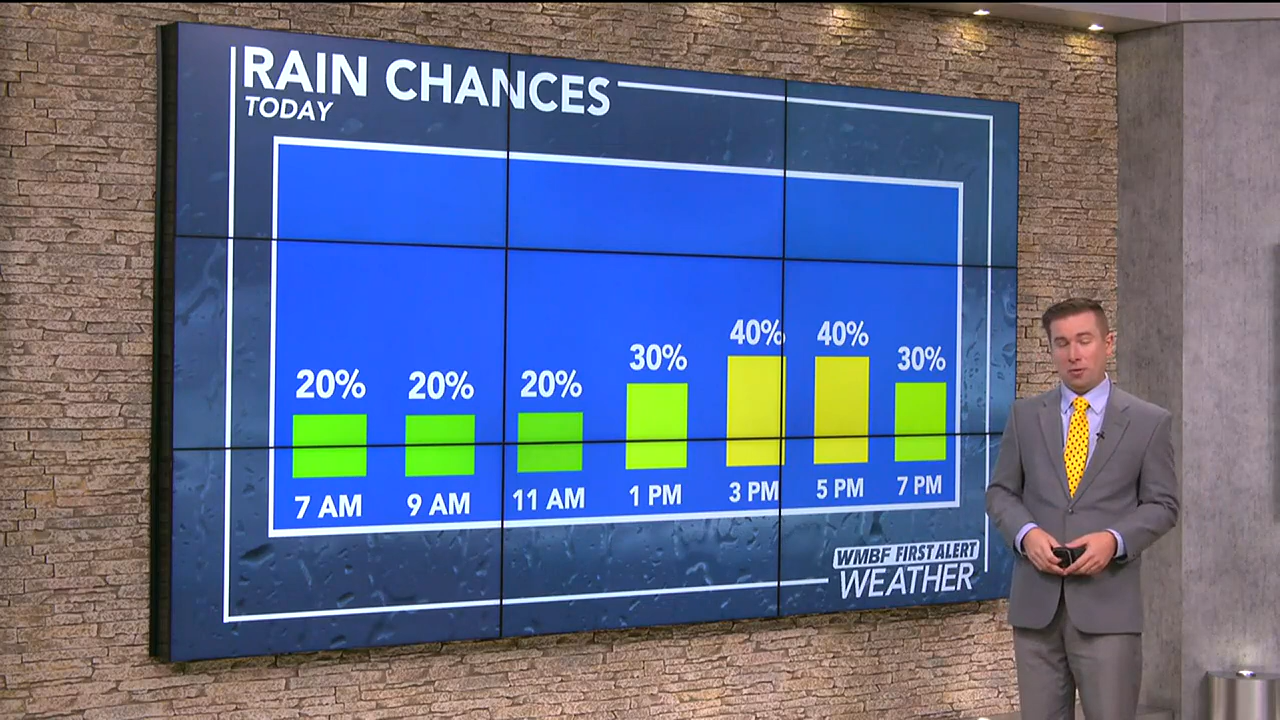 RAIN CHANCES
TODAY
20% 20% 20% 30% 40% 40% 30%
7 AM 9 AM 11 AM 1 PM 3 PM 5 PM 7 PM
WMBF FIRST ALERT
WEATHER